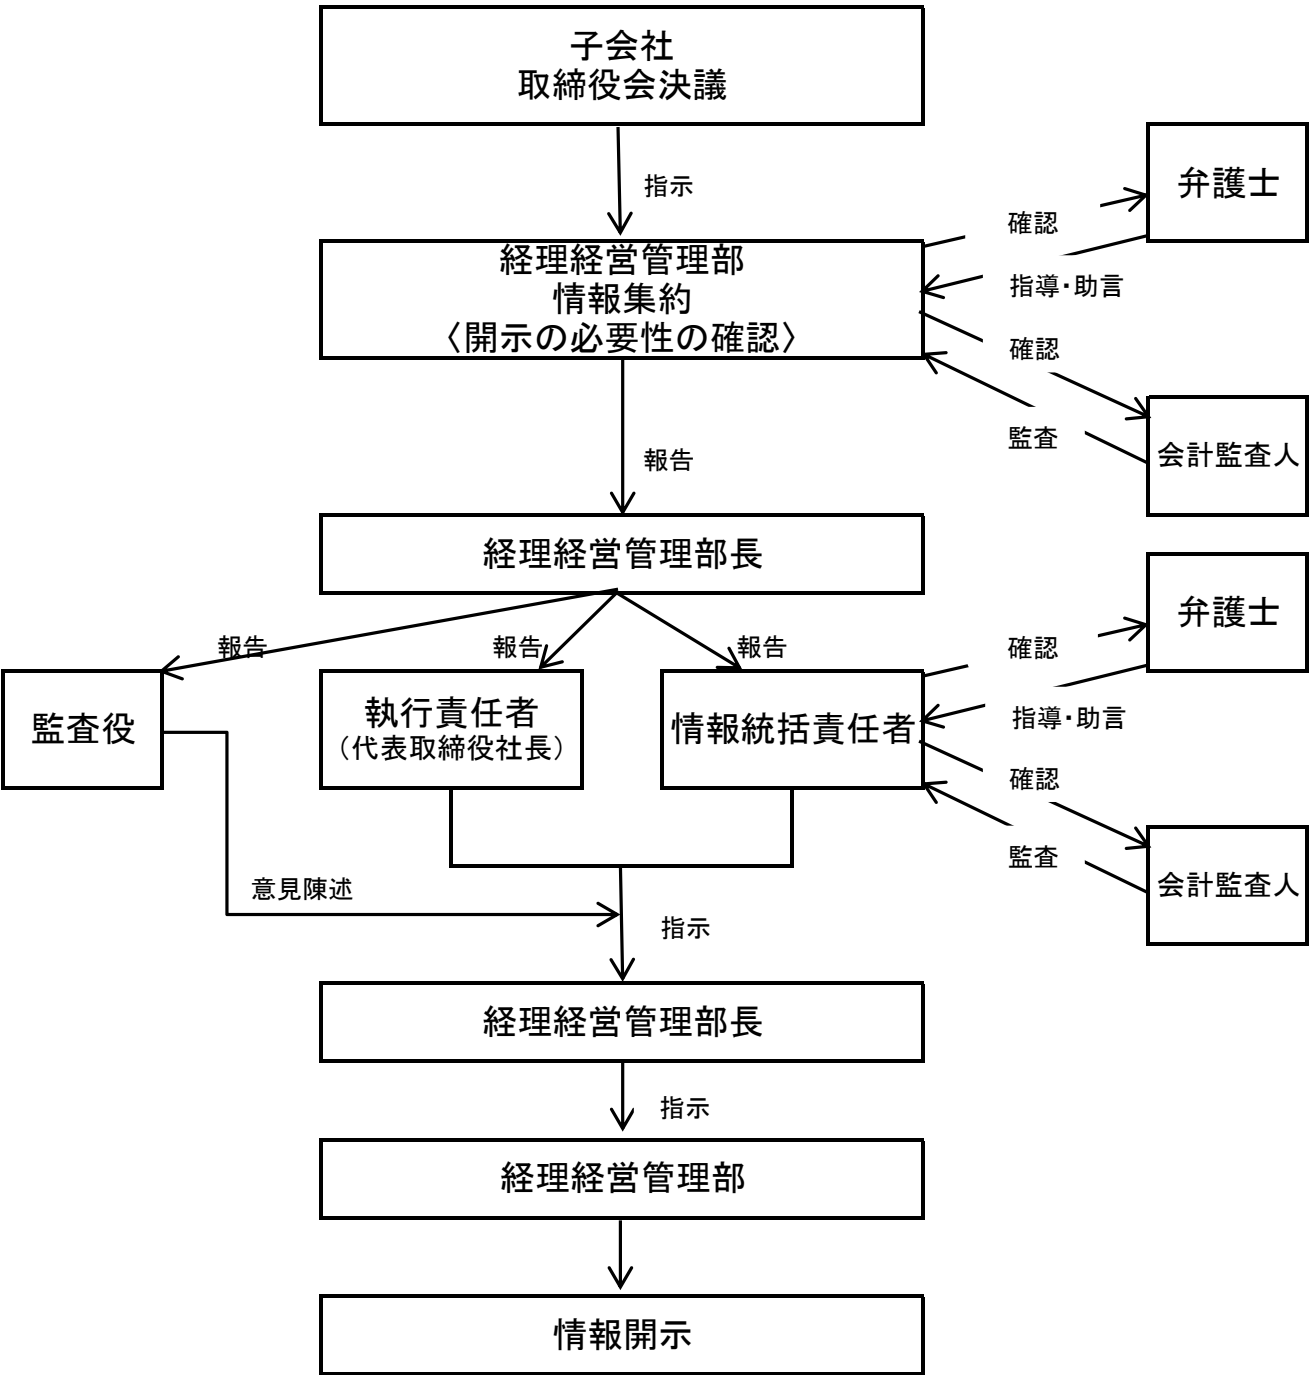 子会社
取締役会決議
指示
弁護士
確認
経理経営管理部
情報集約
〈開示の必要性の確認〉
指導・助言
確認
監査
会計監査人
報告
経理経営管理部長
弁護士
報告
報告
報告
確認
監査役
執行責任者
（代表取締役社長）
情報統括責任者
指導・助言
確認
監査
会計監査人
意見陳述
指示
経理経営管理部長
指示
経理経営管理部
情報開示